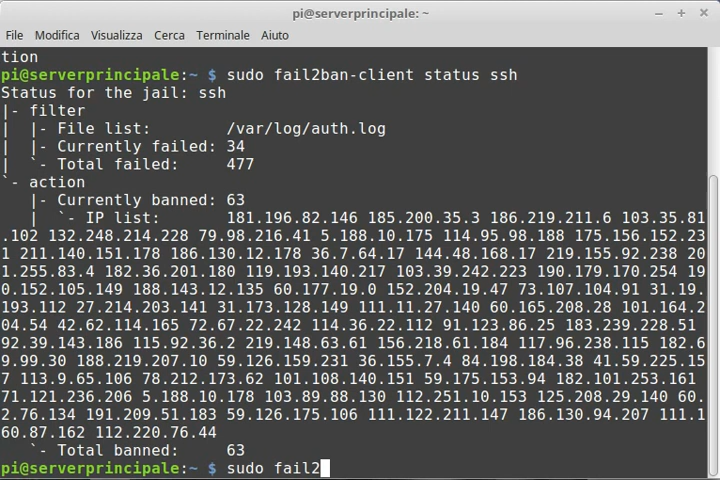 pi@serverprincipale: ~
File Modifica Visualizza Cerca Terminale Aiuto
tion
pi@serverprincipale:~ $ sudo fail2ban-client status ssh
Status for the jail: ssh
|- filter
|  |- File list:        /var/log/auth.log
|  |- Currently failed: 34
|  `- Total failed:     477
`- action
   |- Currently banned: 63
   |  `- IP list:       181.196.82.146 185.200.35.3 186.219.211.6 103.35.81
.102 132.248.214.228 79.98.216.41 5.188.10.175 114.95.98.188 175.156.152.23
1 211.140.151.178 186.130.12.178 36.7.64.17 144.48.168.17 219.155.92.238 20
1.255.83.4 182.36.201.180 119.193.140.217 103.39.242.223 190.179.170.254 19
0.152.105.149 188.143.12.135 60.177.19.0 152.204.19.47 73.107.104.91 31.19.
193.112 27.214.203.141 31.173.128.149 111.11.27.140 60.165.208.28 101.164.2
04.54 42.62.114.165 72.67.22.242 114.36.22.112 91.123.86.25 183.239.228.51
92.39.143.186 115.92.36.2 219.148.63.61 156.218.61.184 117.96.238.115 182.6
9.99.30 188.219.207.10 59.126.159.231 36.155.7.4 84.198.184.38 41.59.225.15
7 113.9.65.106 78.212.173.62 101.108.140.151 59.175.153.94 182.101.253.161
71.121.236.206 5.188.10.178 103.89.88.130 112.251.10.153 125.208.29.140 60.
2.76.134 191.209.51.183 59.126.175.106 111.122.211.147 186.130.94.207 111.1
60.87.162 112.220.76.44
   `- Total banned:     63
pi@serverprincipale:~ $ sudo fail2